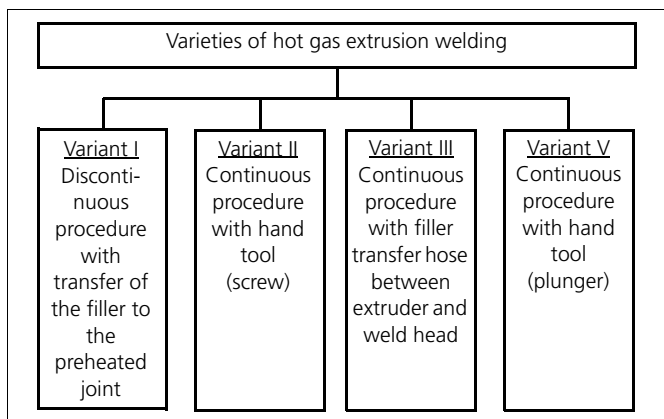 Varieties of hot gas extrusion welding
Variant I
Disconti-
nuous
procedure
with
transfer of
the filler to
the
preheated
joint
Variant II
Continuous
procedure
with hand
tool
(screw)
Variant III
Continuous
procedure
with filler
transfer hose
between
extruder and
weld head
Variant V
Continuous
procedure
with hand
tool
(plunger)